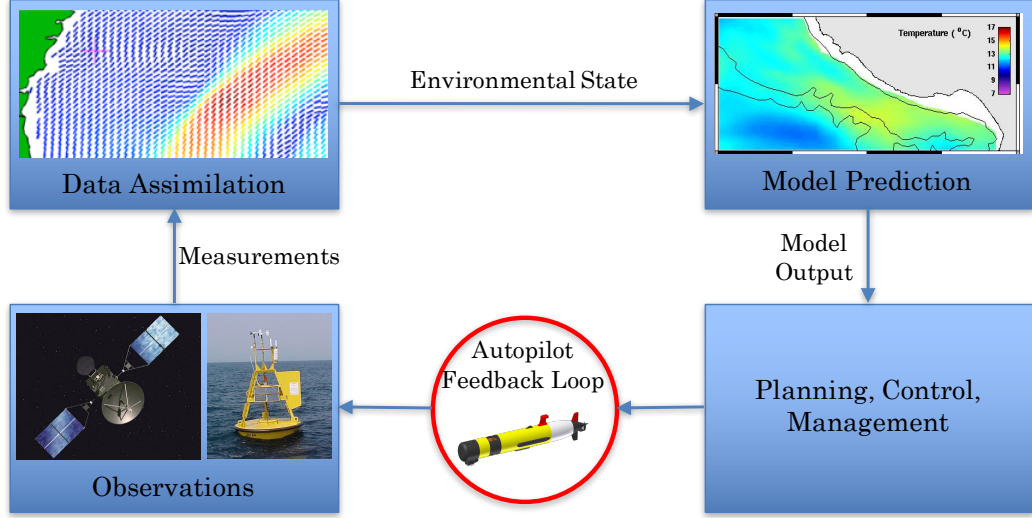 Environmental State
Temperature ( °C)
17
15
13
11
9
7
Data Assimilation
Model Prediction
Measurements
Model
Output
Autopilot
Feedback Loop
Planning, Control,
Management
Observations